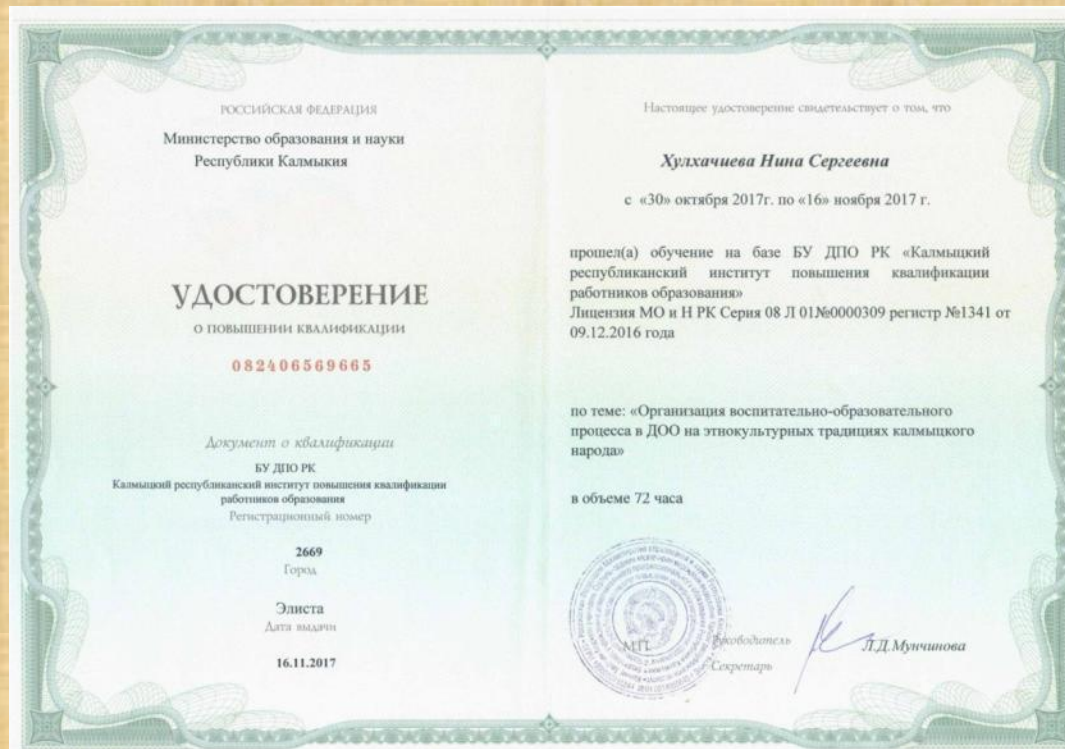 РОССИЙСКАЯ ФЕДЕРАЦИЯ
Министерство образования и науки
Республики Калмыкия
УДОСТОВЕРЕНИЕ
О ПОВЫШЕНИИ КВАЛИФИКАЦИИ
082406569665
Документ о квалификации
БУ ДПО РК
Калмыцкий республиканский институт повышения квалификации
работников образования
Регистрационный номер
2669
Город
Элиста
Дата выдачи
16.11.2017
Настоящее удостоверение свидетельствует о том, что
Хулхачиева Нина Сергеевна
с «30» октября 2017г. по «16» ноября 2017 г.
прошел(а) обучение на базе БУ ДПО РК «Калмыцкий
республиканский институт повышения квалификации
работников образования»
Лицензия МО и Н РК Серия 08 Л 01№0000309 регистр №1341 от
09.12.2016 года
по теме: «Организация воспитательно-образовательного
процесса в ДОО на этнокультурных традициях калмыцкого
народа»
в объеме 72 часа
М.П.
Руководитель
Л.Д.Мунчинова
Секретарь